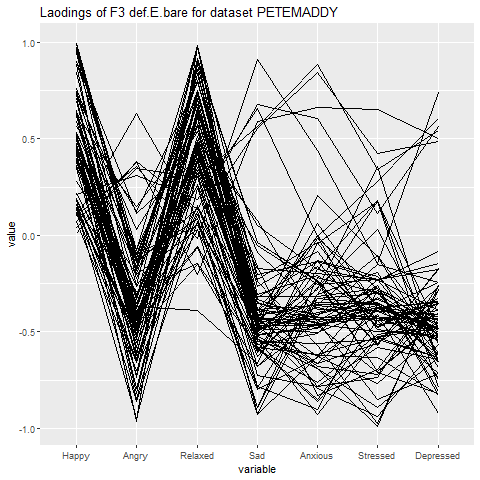 Laodings of F3 def.E.bare for dataset PETEMADDY
1.0
0.5
0.0
-0.5
-1.0
value
Happy Angry Relaxed Sad Anxious Stressed Depressed
variable